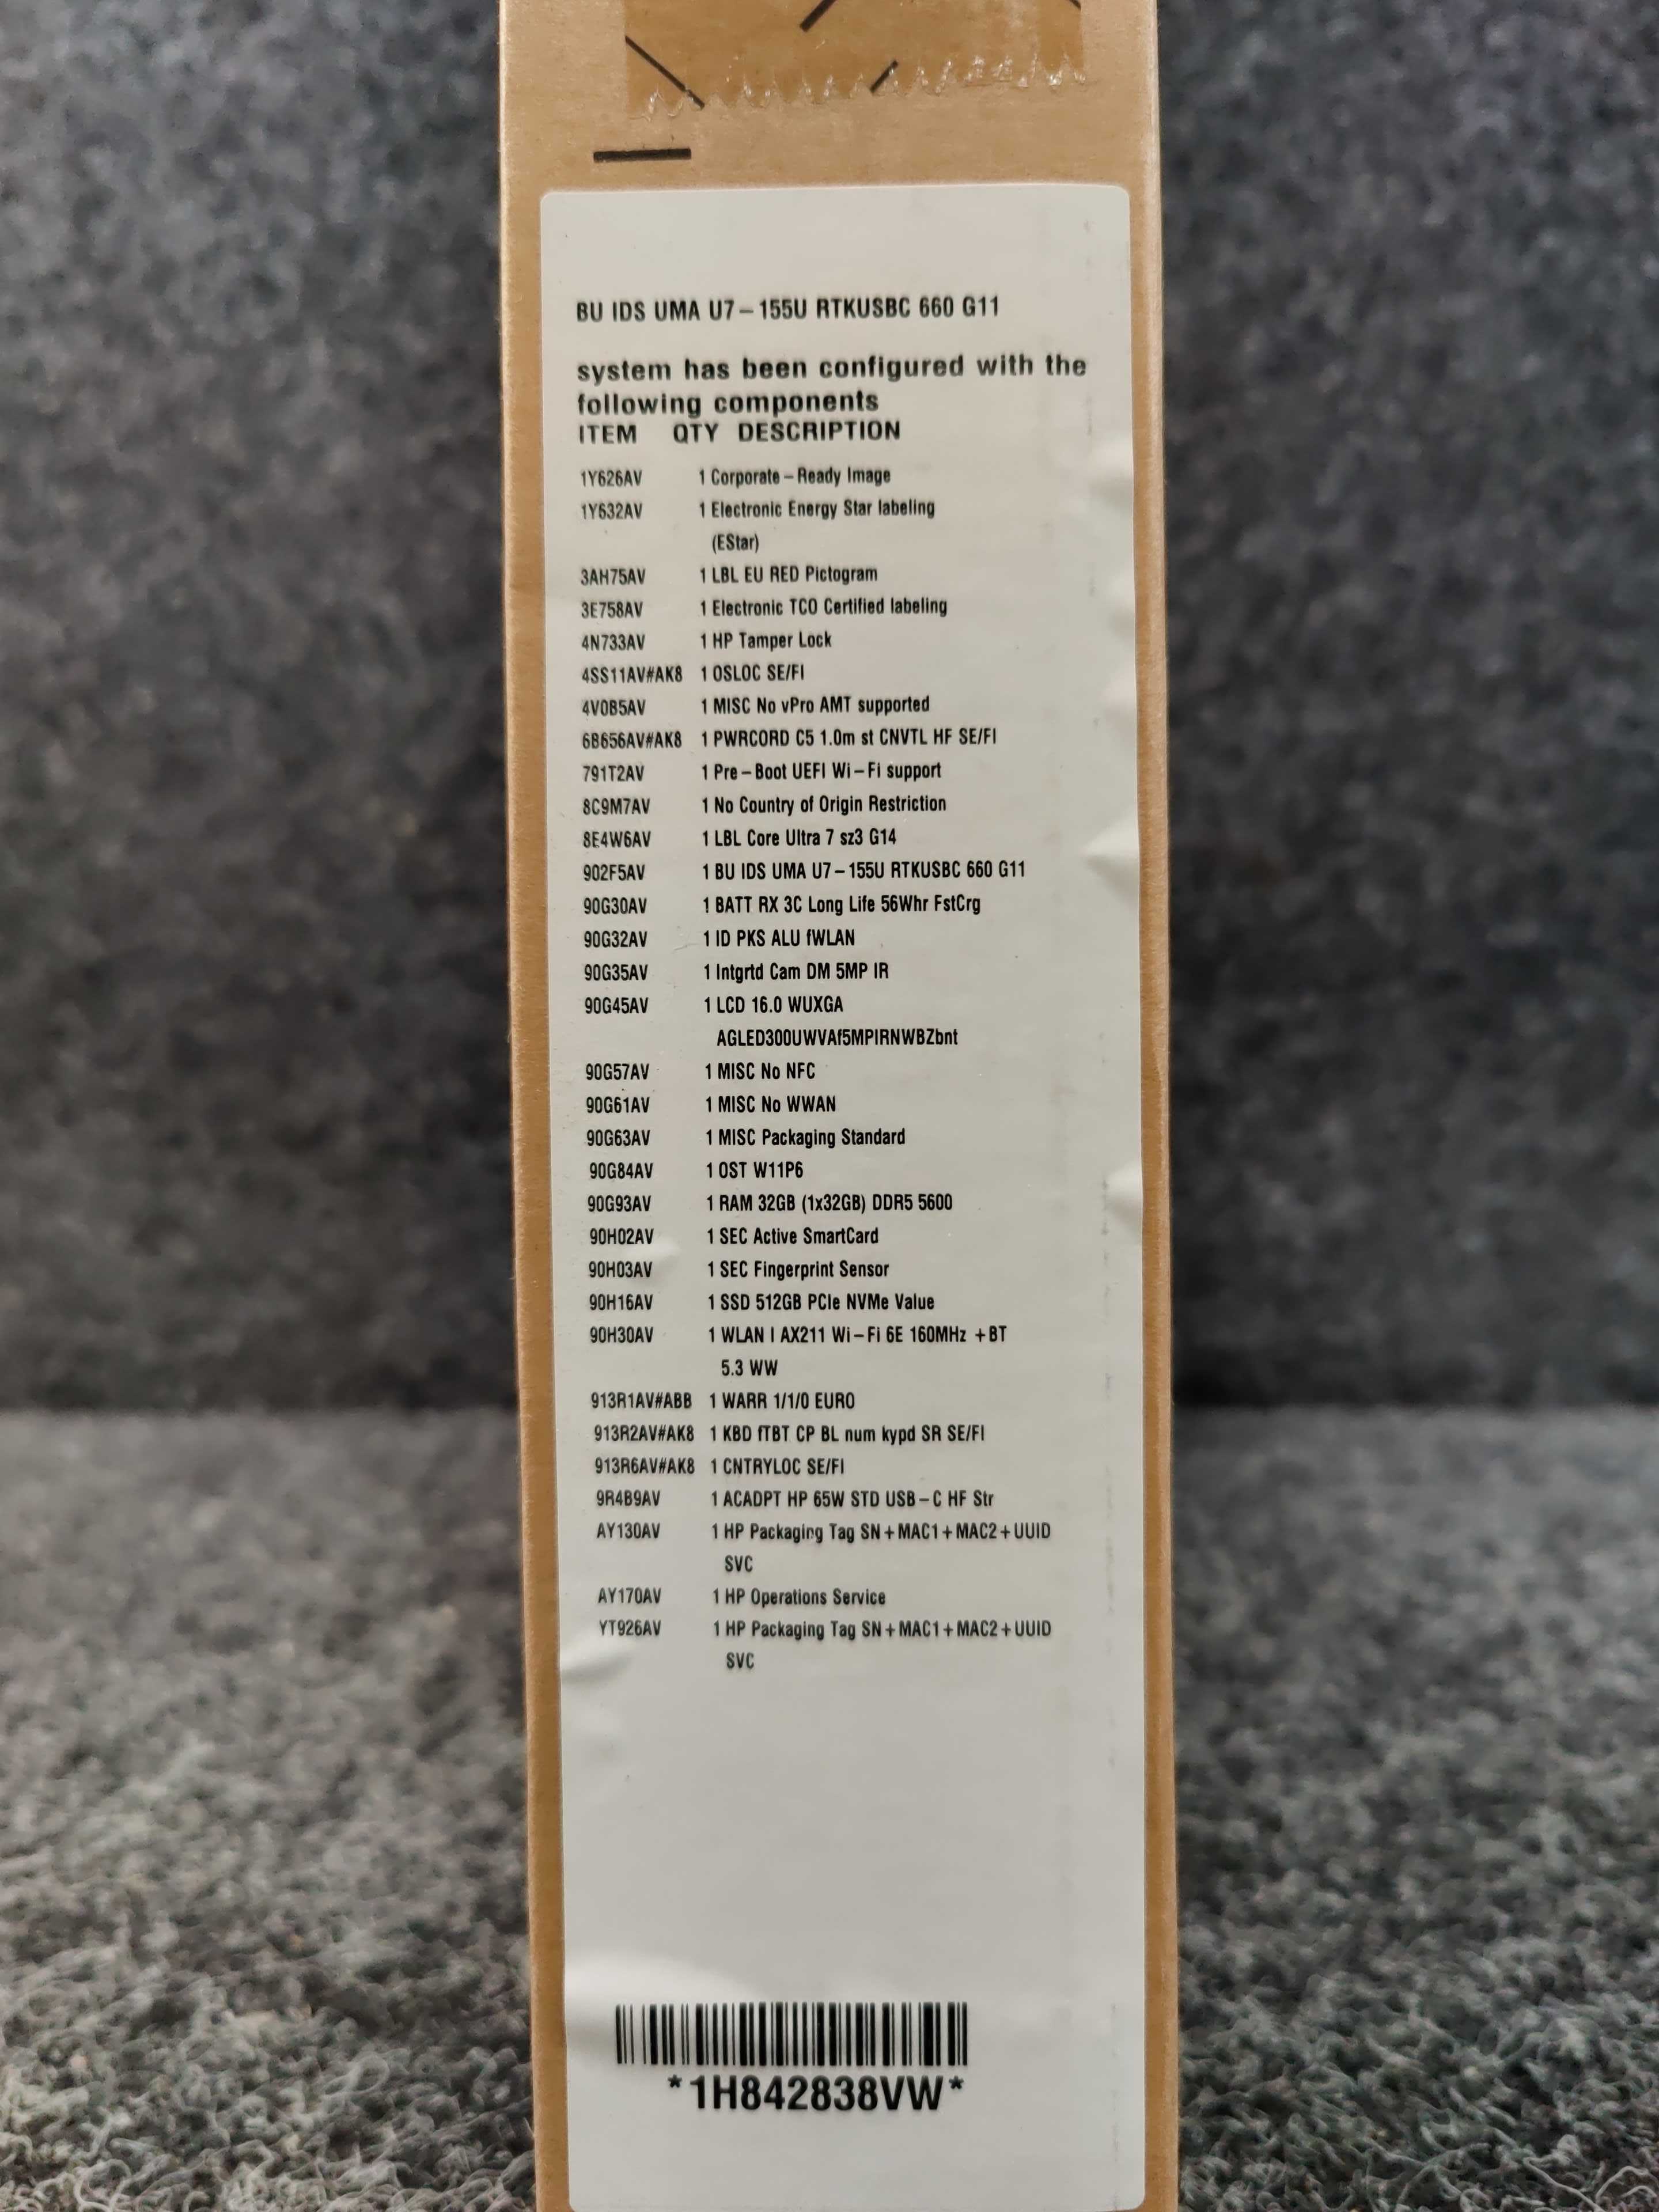 BU IDS UMA U7-155U RTKUSBC 660 G11
system has been configured with the
following components
ITEM QTY DESCRIPTION
1Y626AV 1 Corporate-Ready Image
1Y632AV 1 Electronic Energy Star labeling
(EStar)
3AH75AV 1 LBL EU RED Pictogram
3E758AV 1 Electronic TCO Certified labeling
4N733AV 1 HP Tamper Lock
4SS11AV#AK8 1 OSLOC SE/FI
4V0B5AV 1 MISC No vPro AMT supported
6B656AV#AK8 1 PWRCORD C5 1.0m st CNVTL HF SE/FI
791T2AV 1 Pre-Boot UEFI Wi-Fi support
8C9M7AV 1 No Country of Origin Restriction
8E4W6AV 1 LBL Core Ultra 7 sz3 G14
902F5AV 1 BU IDS UMA U7-155U RTKUSBC 660 G11
90G30AV 1 BATT RX 3C Long Life 56Whr FstCrg
90G32AV 1 ID PKS ALU fWLAN
90G35AV 1 Intgrtd Cam DM 5MP IR
90G45AV 1 LCD 16.0 WUXGA
AGLED300UWVAf5MPIRNWBZbnt
90G57AV 1 MISC No NFC
90G61AV 1 MISC No WWAN
90G63AV 1 MISC Packaging Standard
90G84AV 1 OST W11P6
90G93AV 1 RAM 32GB (1x32GB) DDR5 5600
90H02AV 1 SEC Active SmartCard
90H03AV 1 SEC Fingerprint Sensor
90H16AV 1 SSD 512GB PCIe NVMe Value
90H30AV 1 WLAN I AX211 Wi-Fi 6E 160MHz +BT
5.3 WW
913R1AV#ABB 1 WARR 1/1/0 EURO
913R2AV#AK8 1 KBD fTBT CP BL num kypd SR SE/FI
913R6AV#AK8 1 CNTRYLOC SE/FI
9R4B9AV 1 ACADPT HP 65W STD USB-C HF Str
AY130AV 1 HP Packaging Tag SN+MAC1+MAC2+UUID
SVC
AY170AV 1 HP Operations Service
YT926AV 1 HP Packaging Tag SN+MAC1+MAC2+UUID
SVC
*1H842838VW*